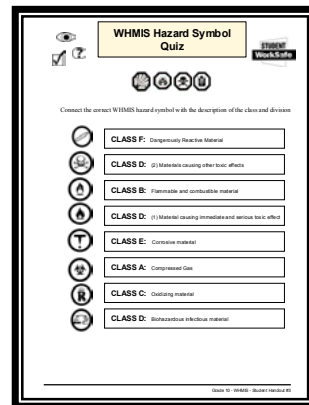 WHMIS Hazard Symbol
Quiz
STUDENT
WorkSafe
Connect the correct WHMIS hazard symbol with the description of the class and division
CLASS F: Dangerously Reactive Material
CLASS D: (2) Materials causing other toxic effects
CLASS B: Flammable and combustible material
CLASS D: (1) Material causing immediate and serious toxic effect
CLASS E: Corrosive material
CLASS A: Compressed Gas
R
CLASS C: Oxidizing material
CLASS D: Biohazardous infectious material
Grade 10 - WHMIS - Student Handout #3